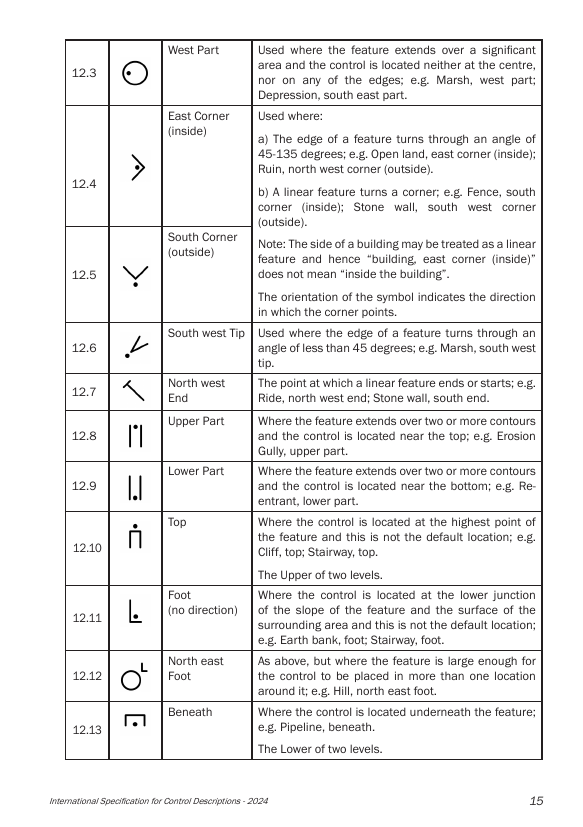 12.3
West Part
Used where the feature extends over a significant
area and the control is located neither at the centre,
nor on any of the edges; e.g. Marsh, west part;
Depression, south east part.
12.4
East Corner
(inside)
Used where:
a) The edge of a feature turns through an angle of
45-135 degrees; e.g. Open land, east corner (inside);
Ruin, north west corner (outside).
b) A linear feature turns a corner; e.g. Fence, south
corner (inside); Stone wall, south west corner
(outside).
12.5
South Corner
(outside)
Note: The side of a building may be treated as a linear
feature and hence “building, east corner (inside)”
does not mean “inside the building”.
The orientation of the symbol indicates the direction
in which the corner points.
12.6
South west Tip
Used where the edge of a feature turns through an
angle of less than 45 degrees; e.g. Marsh, south west
tip.
12.7
North west
End
The point at which a linear feature ends or starts; e.g.
Ride, north west end; Stone wall, south end.
12.8
Upper Part
Where the feature extends over two or more contours
and the control is located near the top; e.g. Erosion
Gully, upper part.
12.9
Lower Part
Where the feature extends over two or more contours
and the control is located near the bottom; e.g. Re-
entrant, lower part.
12.10
Top
Where the control is located at the highest point of
the feature and this is not the default location; e.g.
Cliff, top; Stairway, top.
The Upper of two levels.
12.11
Foot
(no direction)
Where the control is located at the lower junction
of the slope of the feature and the surface of the
surrounding area and this is not the default location;
e.g. Earth bank, foot; Stairway, foot.
12.12
North east
Foot
As above, but where the feature is large enough for
the control to be placed in more than one location
around it; e.g. Hill, north east foot.
12.13
Beneath
Where the control is located underneath the feature;
e.g. Pipeline, beneath.
The Lower of two levels.
International Specification for Control Descriptions - 2024
15